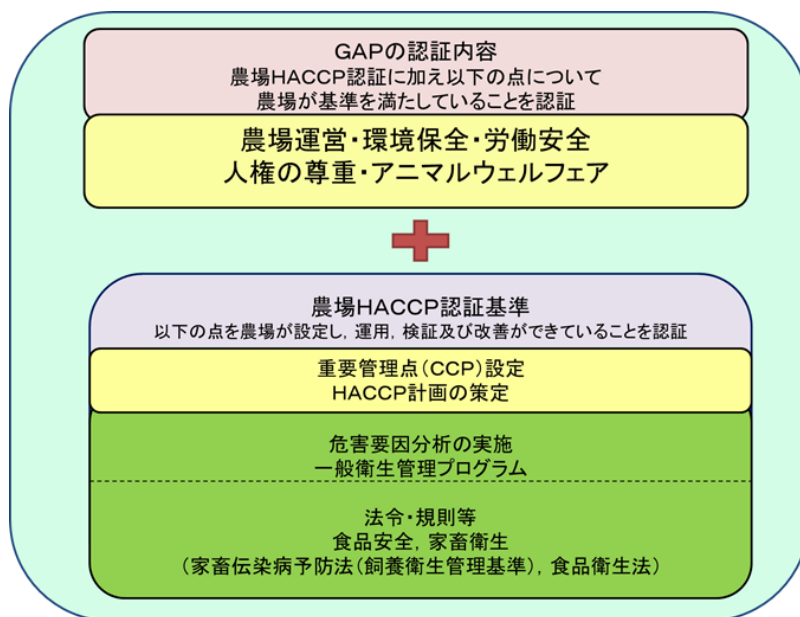 GAPの認証内容
農場HACCP認証に加え以下の点について
農場が基準を満たしていることを認証
農場運営・環境保全・労働安全
人権の尊重・アニマルウェルフェア
農場HACCP認証基準
以下の点を農場が設定し，運用，検証及び改善ができていることを認証
重要管理点（CCP）設定
HACCP計画の策定
危害要因分析の実施
一般衛生管理プログラム
法令・規則等
食品安全，家畜衛生
（家畜伝染病予防法（飼養衛生管理基準），食品衛生法）